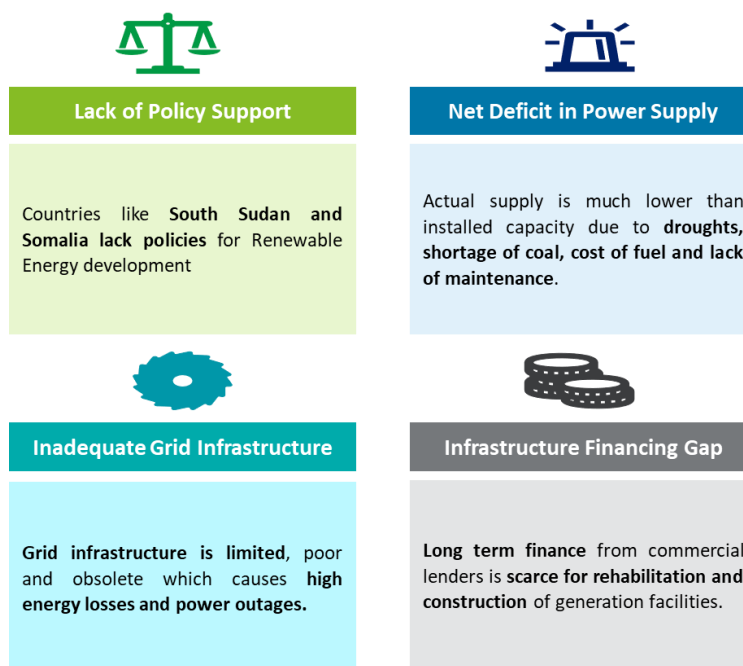 Lack of Policy Support
Countries like South Sudan and
Somalia lack policies for Renewable
Energy development
Net Deficit in Power Supply
Actual supply is much lower than
installed capacity due to droughts,
shortage of coal, cost of fuel and lack
of maintenance.
Inadequate Grid Infrastructure
Grid infrastructure is limited, poor
and obsolete which causes high
energy losses and power outages.
Infrastructure Financing Gap
Long term finance from commercial
lenders is scarce for rehabilitation and
construction of generation facilities.